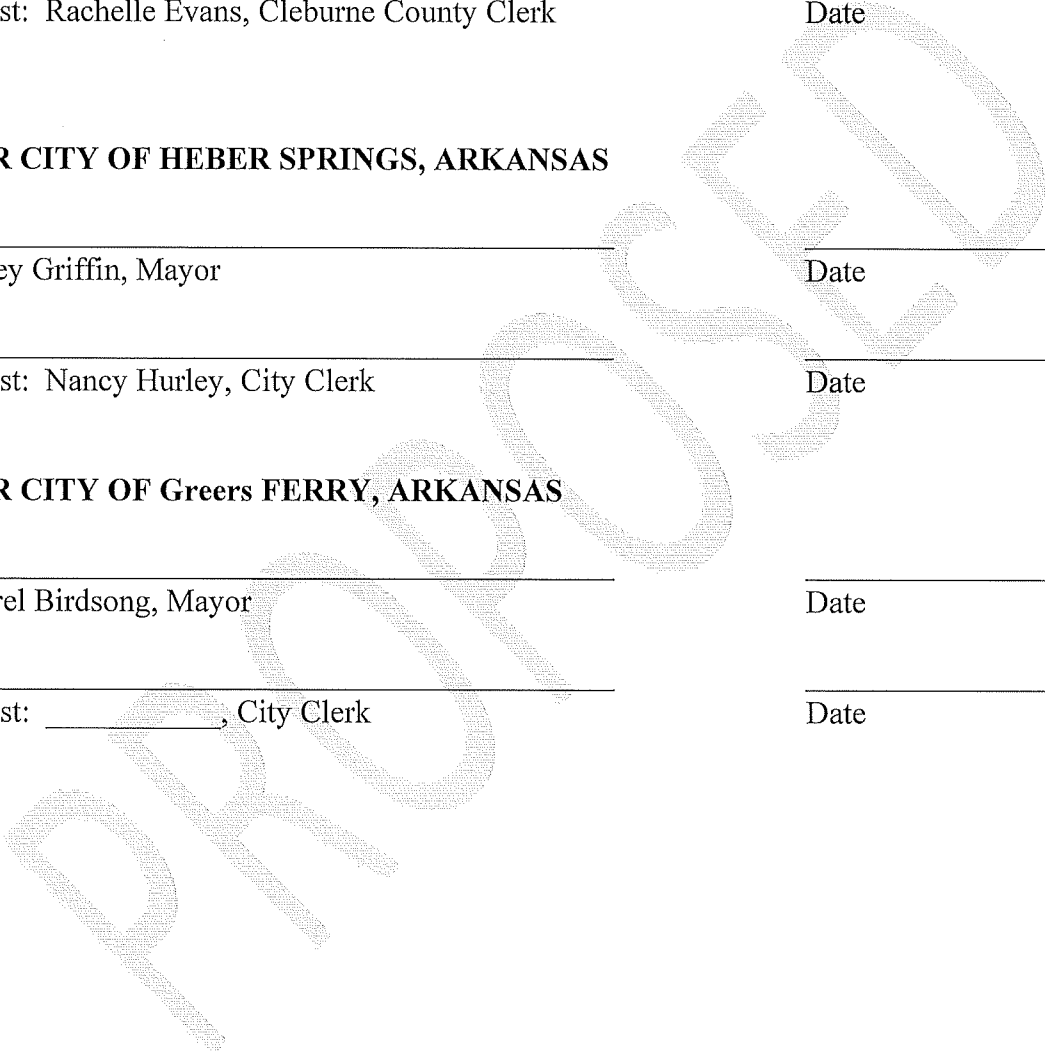 st: Rachelle Evans, Cleburne County Clerk Date
R CITY OF HEBER SPRINGS, ARKANSAS
ey Griffin, Mayor Date
st: Nancy Hurley, City Clerk Date
R CITY OF Greers FERRY, ARKANSAS
rel Birdsong, Mayor Date
st: ____________, City Clerk Date
PROPOSED